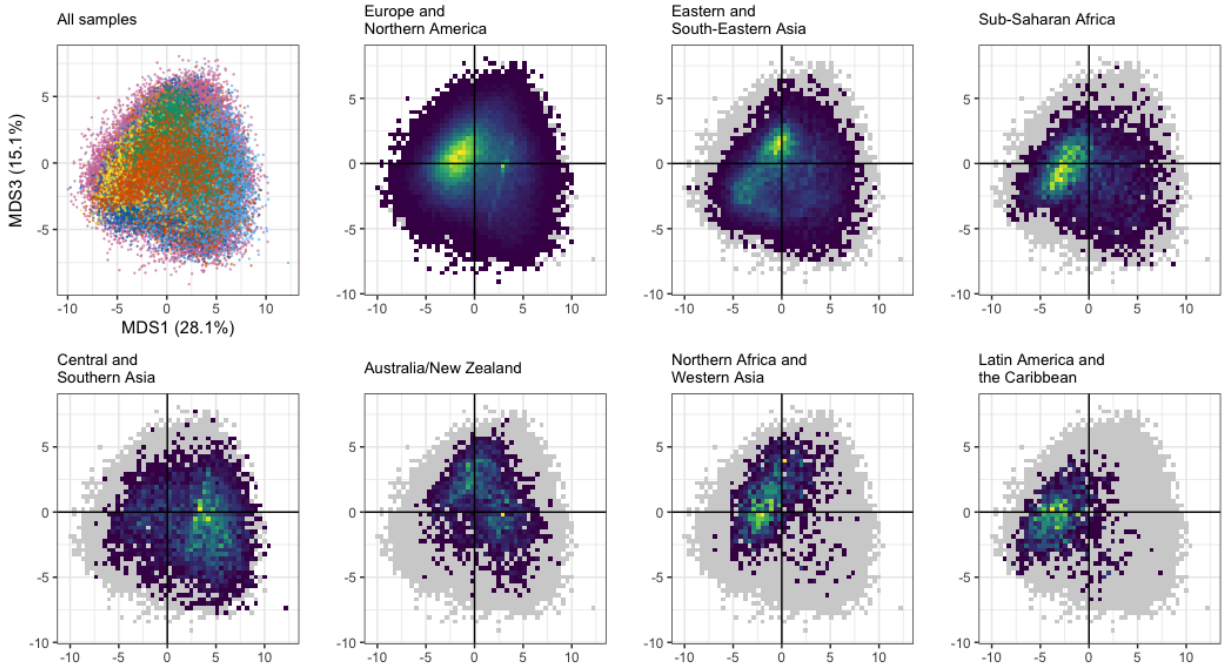 All samples
Europe and
Northern America
Eastern and
South-Eastern Asia
Sub-Saharan Africa
5
0
-5
MDS3 (15.1%)
-10 -5 0 5 10
MDS1 (28.1%)
5
0
-5
-10
-10 -5 0 5 10
5
0
-5
-10
-10 -5 0 5 10
5
0
-5
-10
-10 -5 0 5 10
Central and
Southern Asia
Australia/New Zealand
Northern Africa and
Western Asia
Latin America and
the Caribbean
5
0
-5
-10
-10 -5 0 5 10
5
0
-5
-10
-10 -5 0 5 10
5
0
-5
-10
-10 -5 0 5 10
5
0
-5
-10
-10 -5 0 5 10